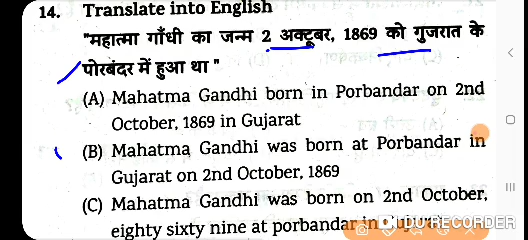 14. Translate into English
"महात्मा गाँधी का जन्म 2 अक्टूबर, 1869 को गुजरात के
पोरबंदर में हुआ था "
(A) Mahatma Gandhi born in Porbandar on 2nd
October, 1869 in Gujarat
(B) Mahatma Gandhi was born at Porbandar in
Gujarat on 2nd October, 1869
(C) Mahatma Gandhi was born on 2nd October,
eighty sixty nine at porbandar in Gujurat
DU RECORDER